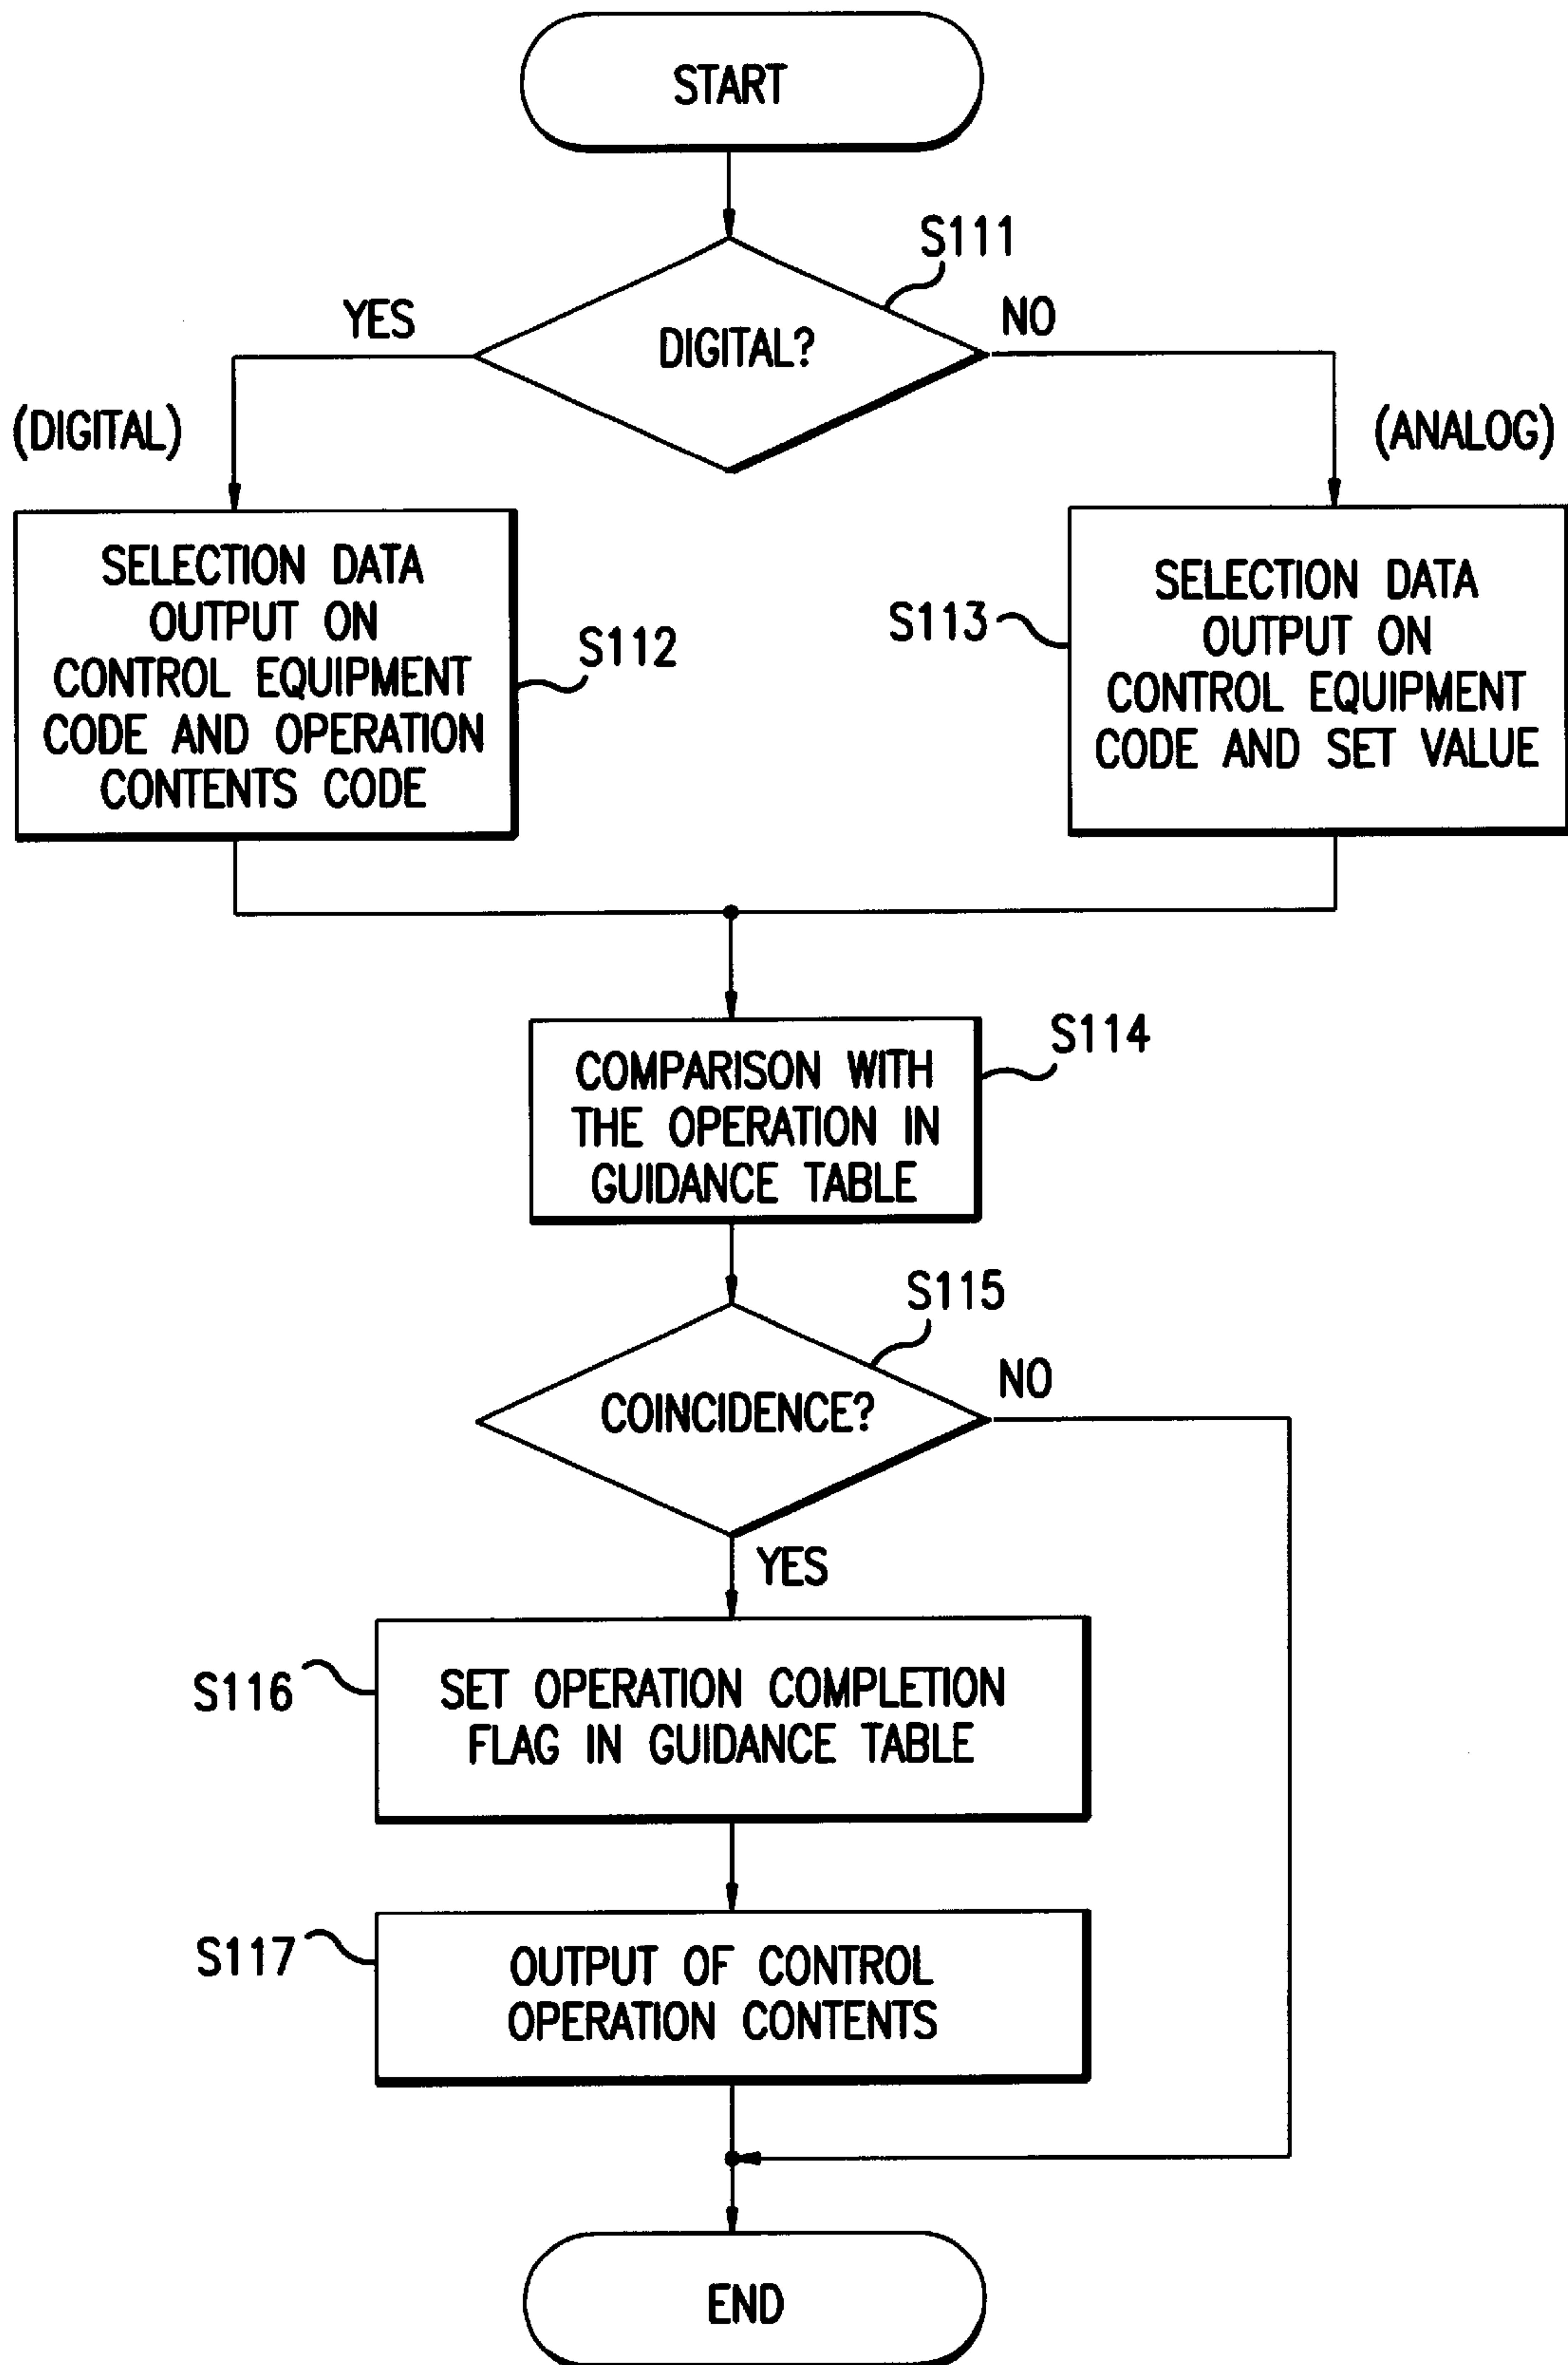 START
S111
YES
NO
DIGITAL?
(DIGITAL)
(ANALOG)
SELECTION DATA
OUTPUT ON
CONTROL EQUIPMENT
CODE AND OPERATION
CONTENTS CODE
S112
S113
SELECTION DATA
OUTPUT ON
CONTROL EQUIPMENT
CODE AND SET VALUE
S114
COMPARISON WITH
THE OPERATION IN
GUIDANCE TABLE
S115
NO
COINCIDENCE?
YES
S116
SET OPERATION COMPLETION
FLAG IN GUIDANCE TABLE
S117
OUTPUT OF CONTROL
OPERATION CONTENTS
END